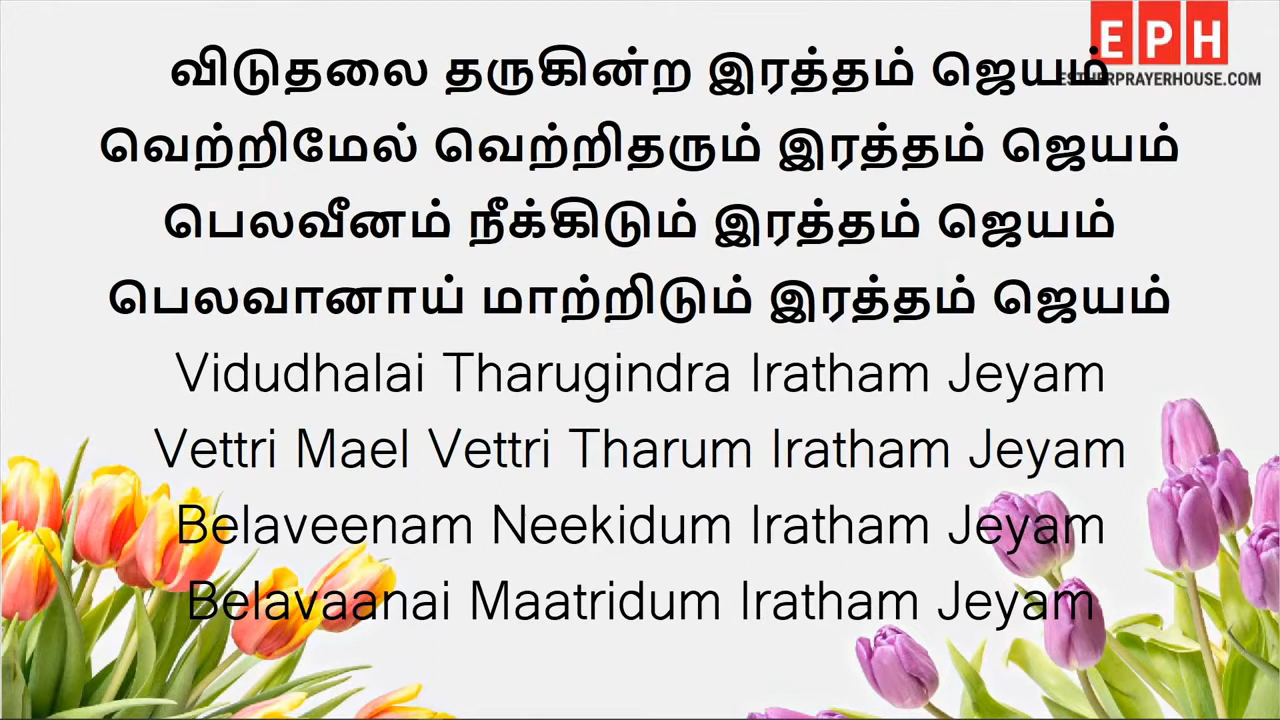 EPH
ESTHERPRAYERHOUSE.COM
விடுதலை தருகின்ற இரத்தம் ஜெயம்
வெற்றிமேல் வெற்றிதரும் இரத்தம் ஜெயம்
பெலவீனம் நீக்கிடும் இரத்தம் ஜெயம்
பெலவானாய் மாற்றிடும் இரத்தம் ஜெயம்
Vidudhalai Tharugindra Iratham Jeyam
Vettri Mael Vettri Tharum Iratham Jeyam
Belaveenam Neekidum Iratham Jeyam
Belavaanai Maatridum Iratham Jeyam